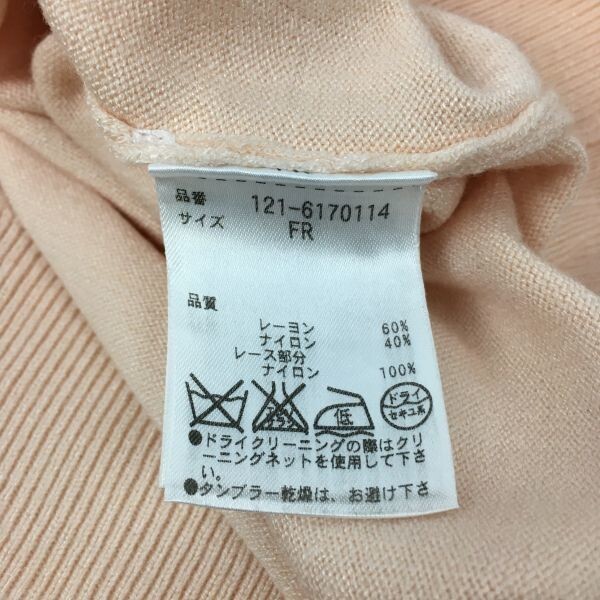 品番 121-6170114
サイズ FR
品質
レーヨン 60%
ナイロン 40%
レース部分
ナイロン 100%
低 ドライ
セキユ系
●ドライクリーニングの際はクリ
ーニングネットを使用して下さ
い。
●タンブラー乾燥は、お避け下さ